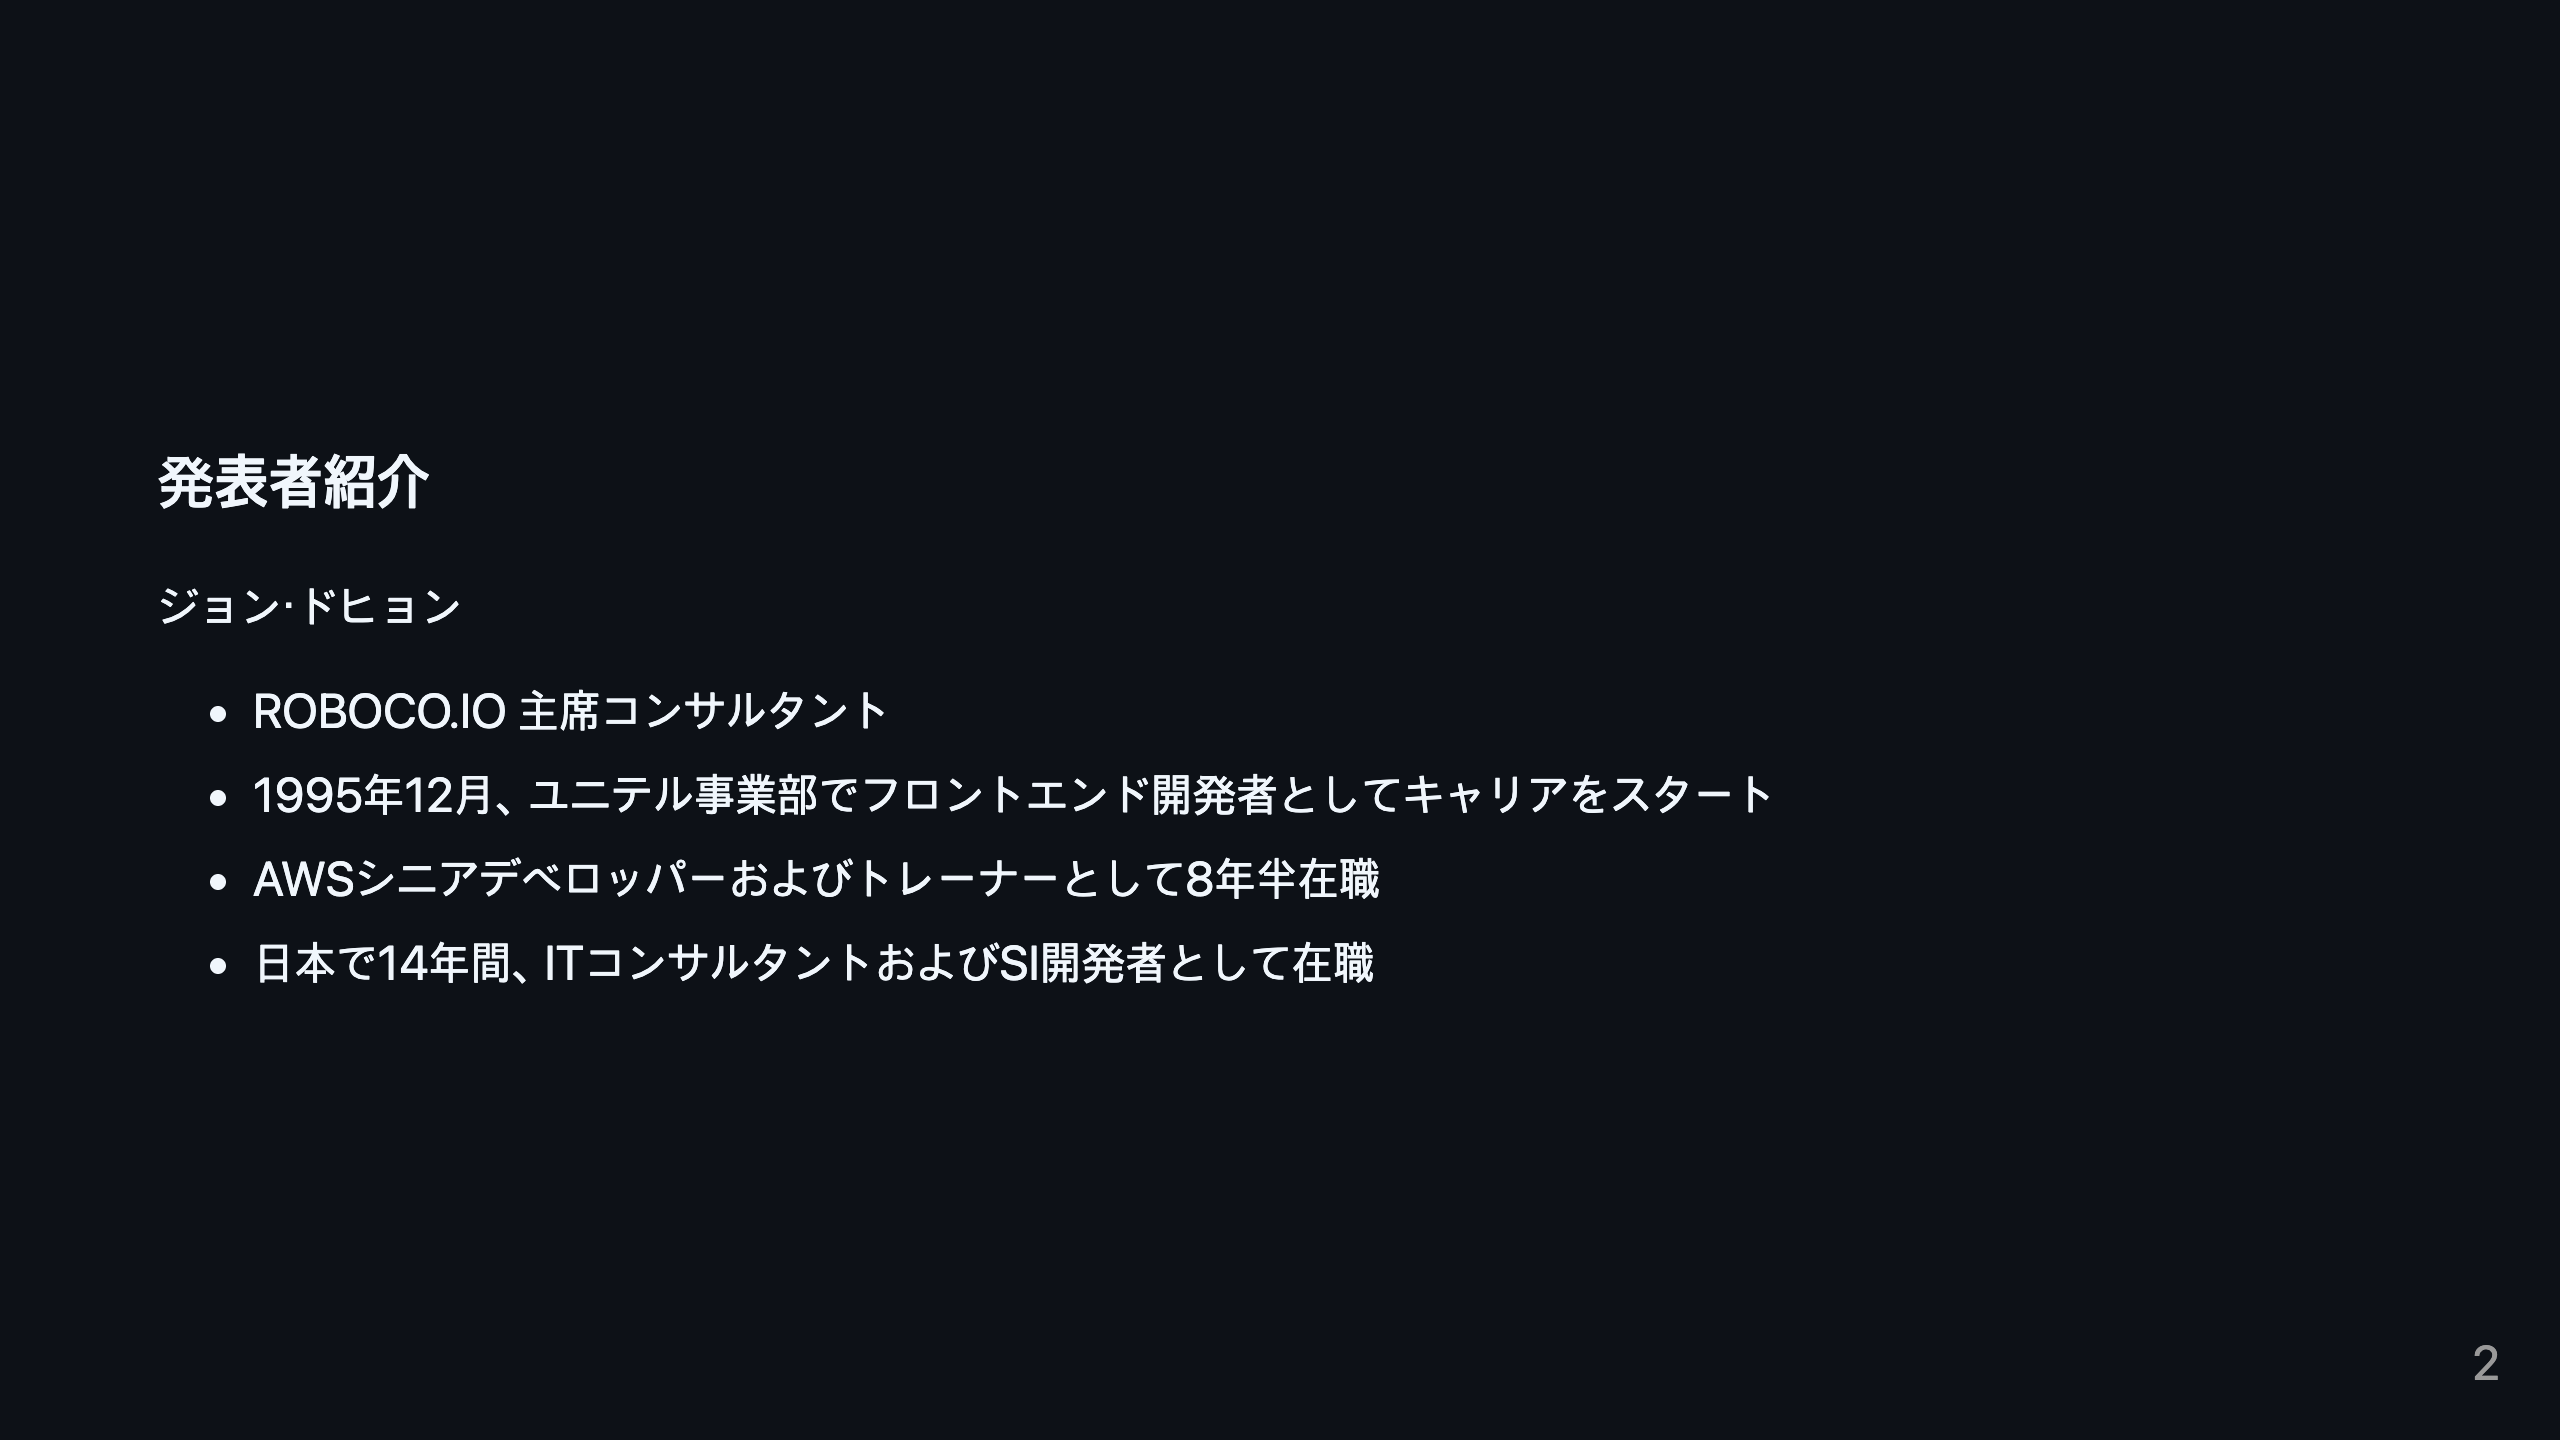 発表者紹介
ジョン·ドヒョン
• ROBOCO.IO 主席コンサルタント
• 1995年12月、ユニテル事業部でフロントエンド開発者としてキャリアをスタート
• AWSシニアデベロッパーおよびトレーナーとして8年半在職
• 日本で14年間、ITコンサルタントおよびSI開発者として在職
2